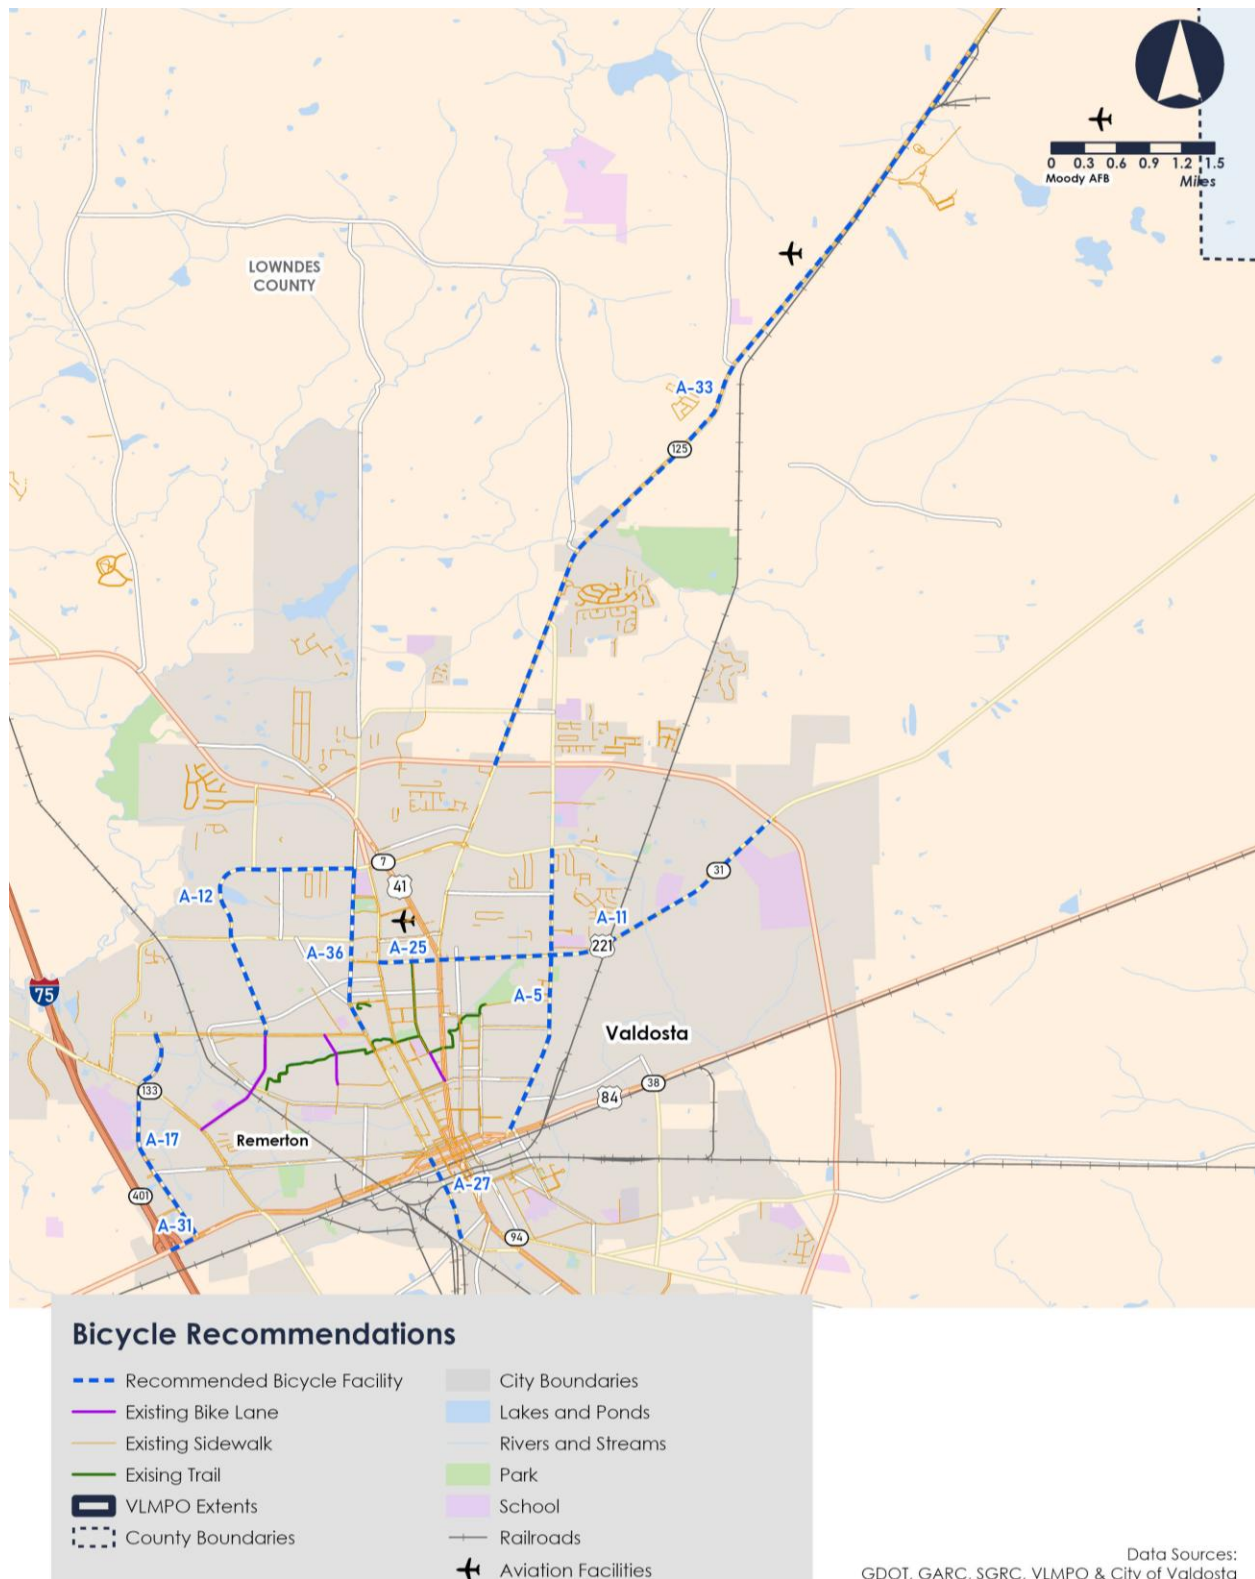 0 0.3 0.6 0.9 1.2 1.5
Moody AFB
Miles
LOWNDES
COUNTY
A-33
125
7
41
31
A-12
A-11
A-36
A-25
221
75
A-5
Valdosta
133
38
84
Remerton
A-17
A-27
401
A-31
94
Bicycle Recommendations
Recommended Bicycle Facility
Existing Bike Lane
Existing Sidewalk
Exising Trail
VLMPO Extents
County Boundaries
City Boundaries
Lakes and Ponds
Rivers and Streams
Park
School
Railroads
Aviation Facilities
Data Sources:
GDOT, GARC, SGRC, VLMPO & City of Valdosta